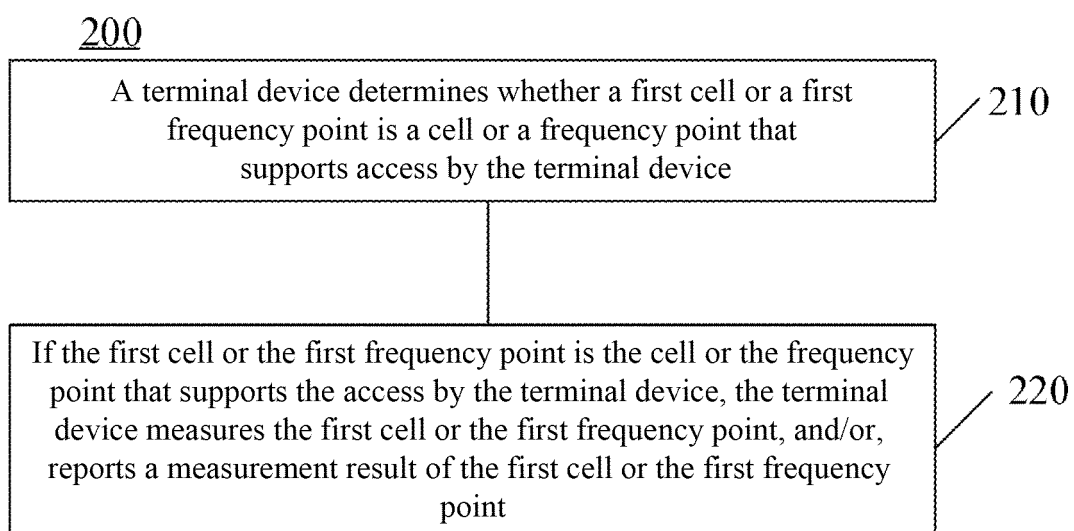 200
A terminal device determines whether a first cell or a first
frequency point is a cell or a frequency point that
supports access by the terminal device
210
If the first cell or the first frequency point is the cell or the frequency
point that supports the access by the terminal device, the terminal
device measures the first cell or the first frequency point, and/or,
reports a measurement result of the first cell or the first frequency
point
220